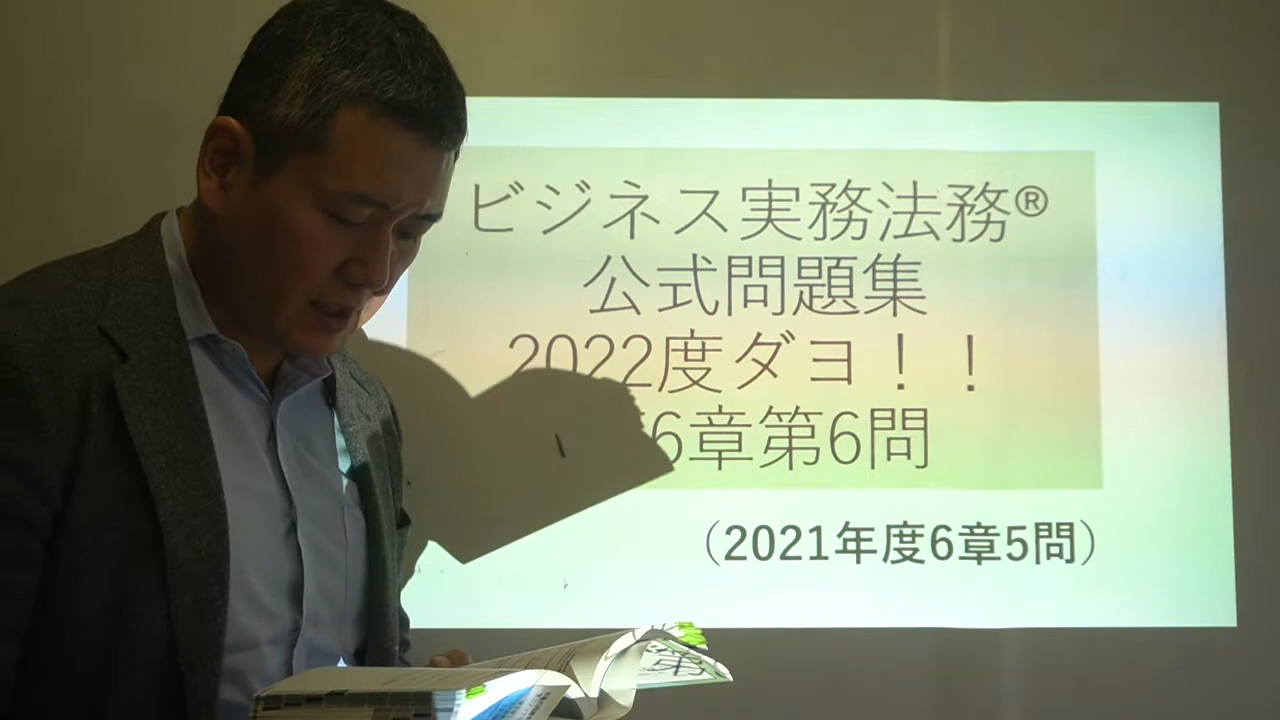 ビジネス実務法務®
公式問題集
2022度ダヨ！！
6章第6問
（2021年度6章5問）
第